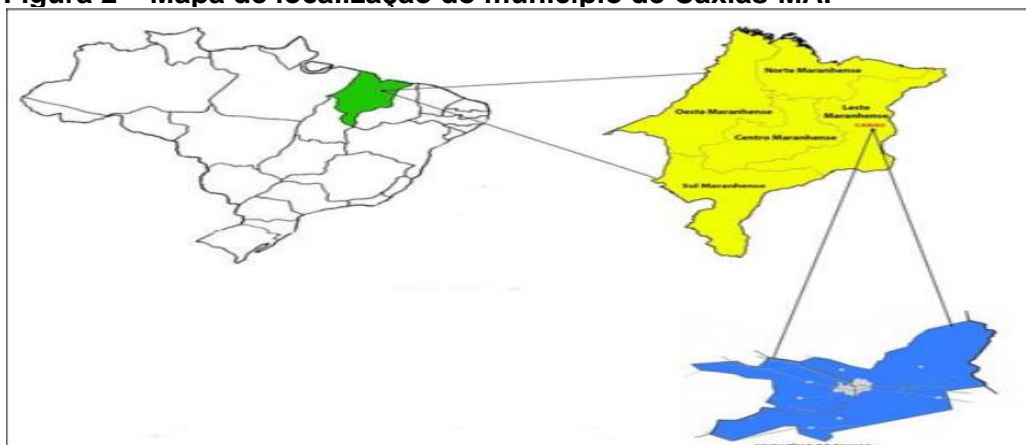 Figura 2 – Mapa de localização do município de Caxias-MA.
Norte Maranhense
Oeste Maranhense
Leste
Maranhense
CAXIAS
Centro Maranhense
Sul Maranhense